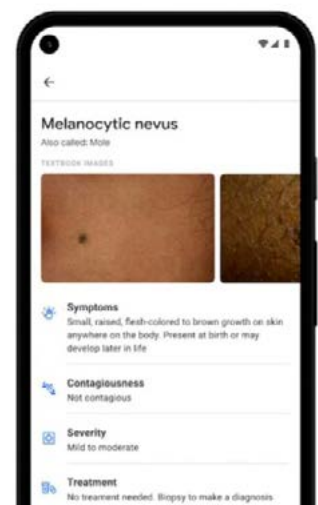 Melanocytic nevus
Also called: Mole
TEXTBOOK IMAGES
Symptoms
Small, raised, flesh-colored to brown growth on skin
anywhere on the body. Present at birth or may
develop later in life
Contagiousness
Not contagious
Severity
Mild to moderate
Treatment
No treament needed. Biopsy to make a diagnosis